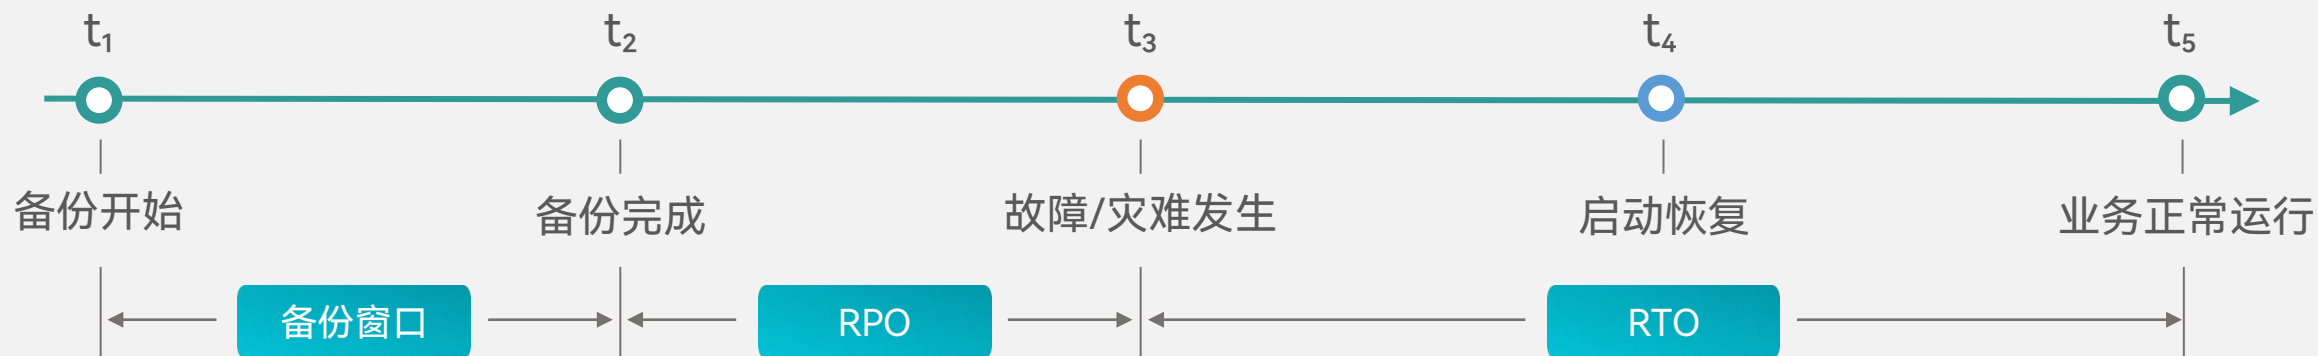 t₁ t₂ t₃ t₄ t₅
备份开始 备份完成 故障/灾难发生 启动恢复 业务正常运行
备份窗口 RPO RTO